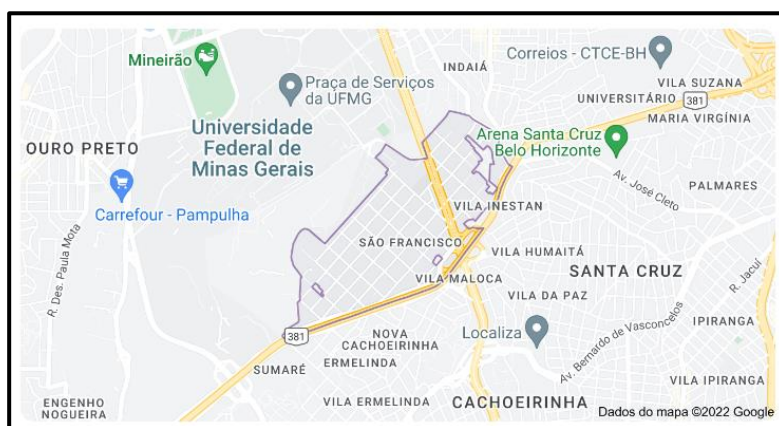 Mineirão
INDAIÁ
Correios - CTCE-BH
Praça de Serviços
da UFMG
VILA SUZANA
UNIVERSITÁRIO
381
MARIA VIRGÍNIA
OURO PRETO
Universidade
Federal de
Minas Gerais
Arena Santa Cruz
Belo Horizonte
Carrefour - Pampulha
Av. José Cleto
PALMARES
VILA INESTAN
R. Des. Paula Mota
SÃO FRANCISCO
VILA HUMAITÁ
SANTA CRUZ
VILA MALOCA
R. Jacuí
VILA DA PAZ
381
NOVA
CACHOEIRINHA
Localiza
IPIRANGA
Av. Bernardo de Vasconcelos
SUMARÉ
ERMELINDA
VILA IPIRANGA
ENGENHO
NOGUEIRA
VILA ERMELINDA
CACHOEIRINHA
Dados do mapa ©2022 Google